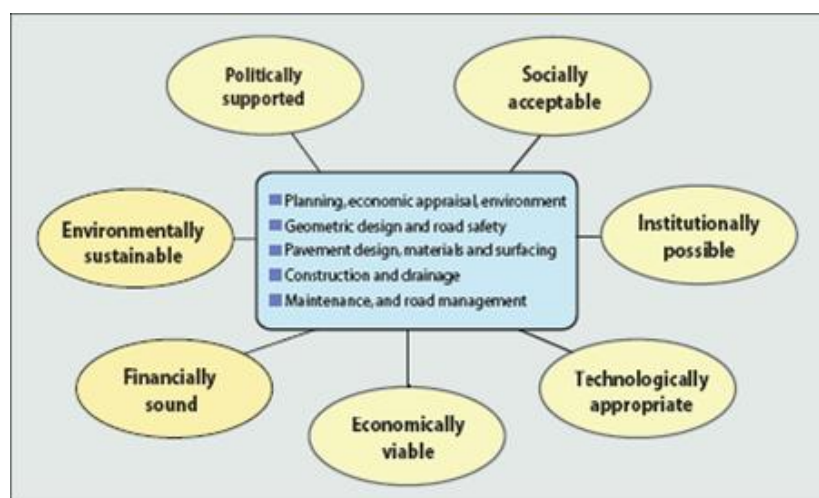 Politically
supported
Socially
acceptable
Environmentally
sustainable
Planning, economic appraisal, environment
Geometric design and road safety
Pavement design, materials and surfacing
Construction and drainage
Maintenance, and road management
Institutionally
possible
Financially
sound
Economically
viable
Technologically
appropriate